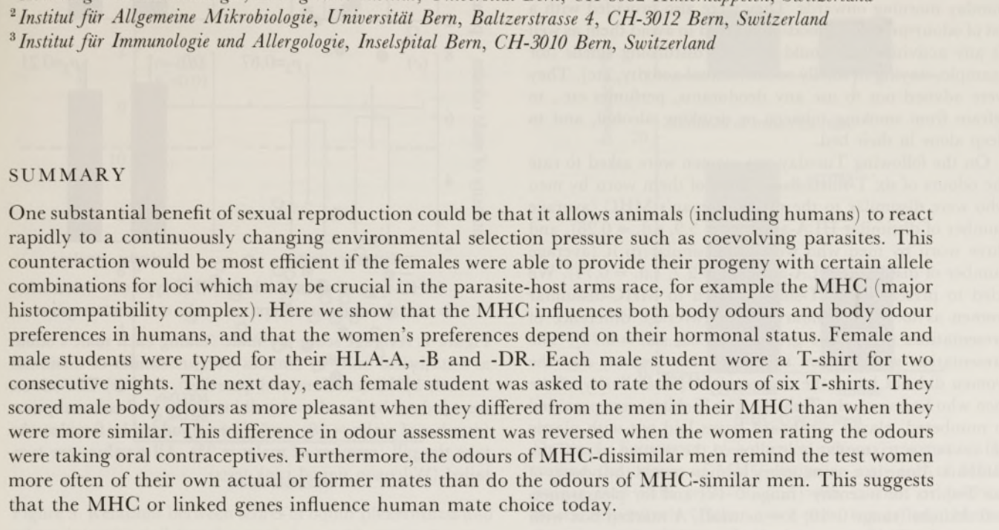 ² Institut für Allgemeine Mikrobiologie, Universität Bern, Baltzerstrasse 4, CH-3012 Bern, Switzerland
³ Institut für Immunologie und Allergologie, Inselspital Bern, CH-3010 Bern, Switzerland
SUMMARY
One substantial benefit of sexual reproduction could be that it allows animals (including humans) to react
rapidly to a continuously changing environmental selection pressure such as coevolving parasites. This
counteraction would be most efficient if the females were able to provide their progeny with certain allele
combinations for loci which may be crucial in the parasite-host arms race, for example the MHC (major
histocompatibility complex). Here we show that the MHC influences both body odours and body odour
preferences in humans, and that the women's preferences depend on their hormonal status. Female and
male students were typed for their HLA-A, -B and -DR. Each male student wore a T-shirt for two
consecutive nights. The next day, each female student was asked to rate the odours of six T-shirts. They
scored male body odours as more pleasant when they differed from the men in their MHC than when they
were more similar. This difference in odour assessment was reversed when the women rating the odours
were taking oral contraceptives. Furthermore, the odours of MHC-dissimilar men remind the test women
more often of their own actual or former mates than do the odours of MHC-similar men. This suggests
that the MHC or linked genes influence human mate choice today.